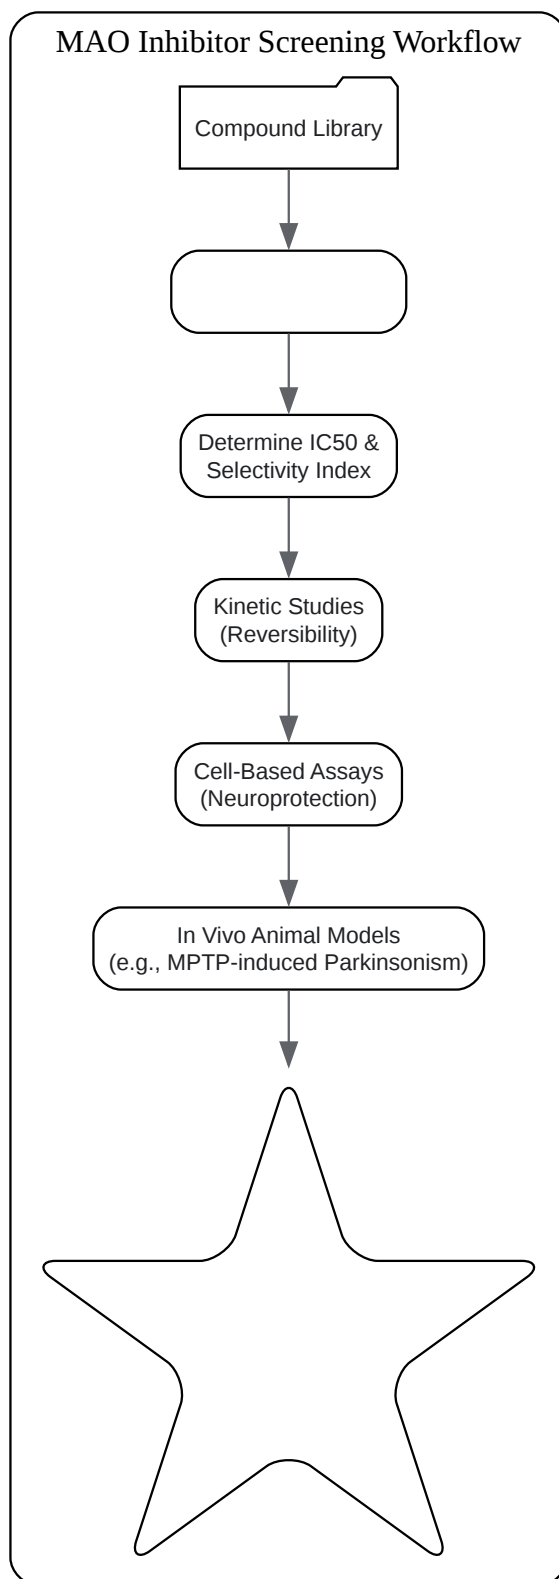 MAO Inhibitor Screening Workflow
Compound Library
Determine IC50 &
Selectivity Index
Kinetic Studies
(Reversibility)
Cell-Based Assays
(Neuroprotection)
In Vivo Animal Models
(e.g., MPTP-induced Parkinsonism)